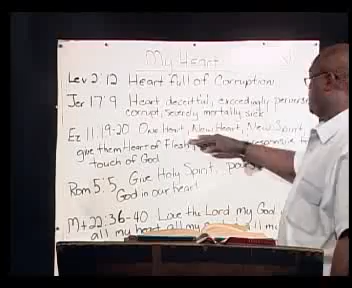 My Heart
Lev 2:12 Heart full of Corruption
Jer 17:9 Heart deceitful, exceedingly perverse
corrupt, severely mortally sick
Ez 11:19-20 One Heart, New Heart, New Spirit,
give them Heart of Flesh, responsive to
touch of God
Rom 5:5 Give Holy Spirit,
God in our heart
Mt 22:36-40 Love the Lord my God
all my heart all my